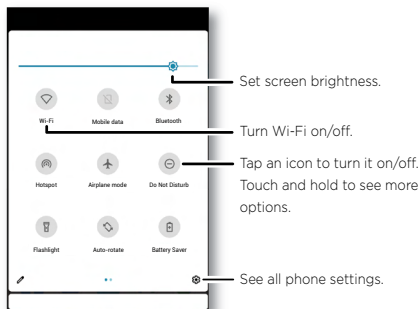 Set screen brightness.
Wi-Fi Mobile data Bluetooth
Turn Wi-Fi on/off.
Tap an icon to turn it on/off.
Touch and hold to see more
options.
Hotspot Airplane mode Do Not Disturb
Flashlight Auto-rotate Battery Saver
See all phone settings.